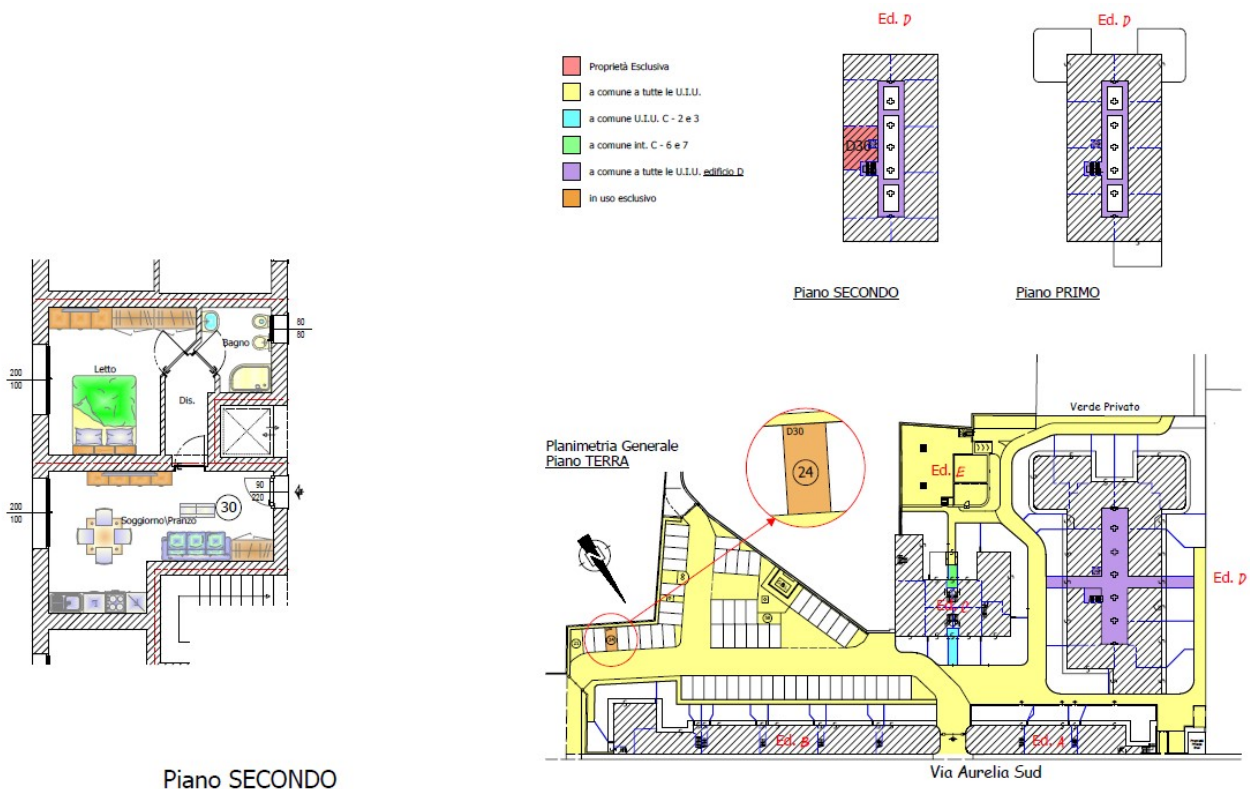 Ed. D
Ed. D
Proprietà Esclusiva
a comune a tutte le U.I.U.
a comune U.I.U. C - 2 e 3
a comune int. C - 6 e 7
a comune a tutte le U.I.U. edificio D
in uso esclusivo
D30
Piano SECONDO
Piano PRIMO
60
80
Bagno
Letto
200
100
Dis.
90
220
30
200
100
Soggiorno\Pranzo
Piano SECONDO
Planimetria Generale
Piano TERRA
D30
24
N
Verde Privato
Ed. E
Ed. D
Ed. B
Ed. A
Via Aurelia Sud